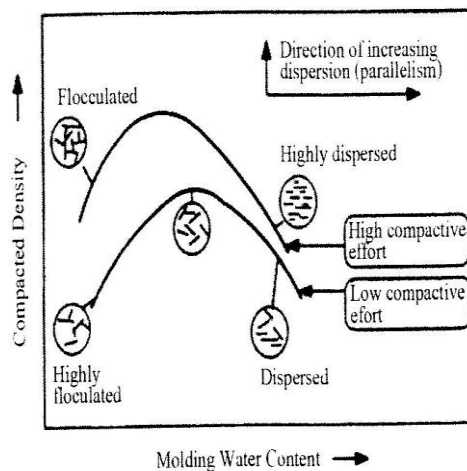 Direction of increasing
dispersion (parallelism)
Flocculated
Highly dispersed
High compactive
effort
Low compactive
efort
Highly
flocculated
Dispersed
Compacted Density
Molding Water Content